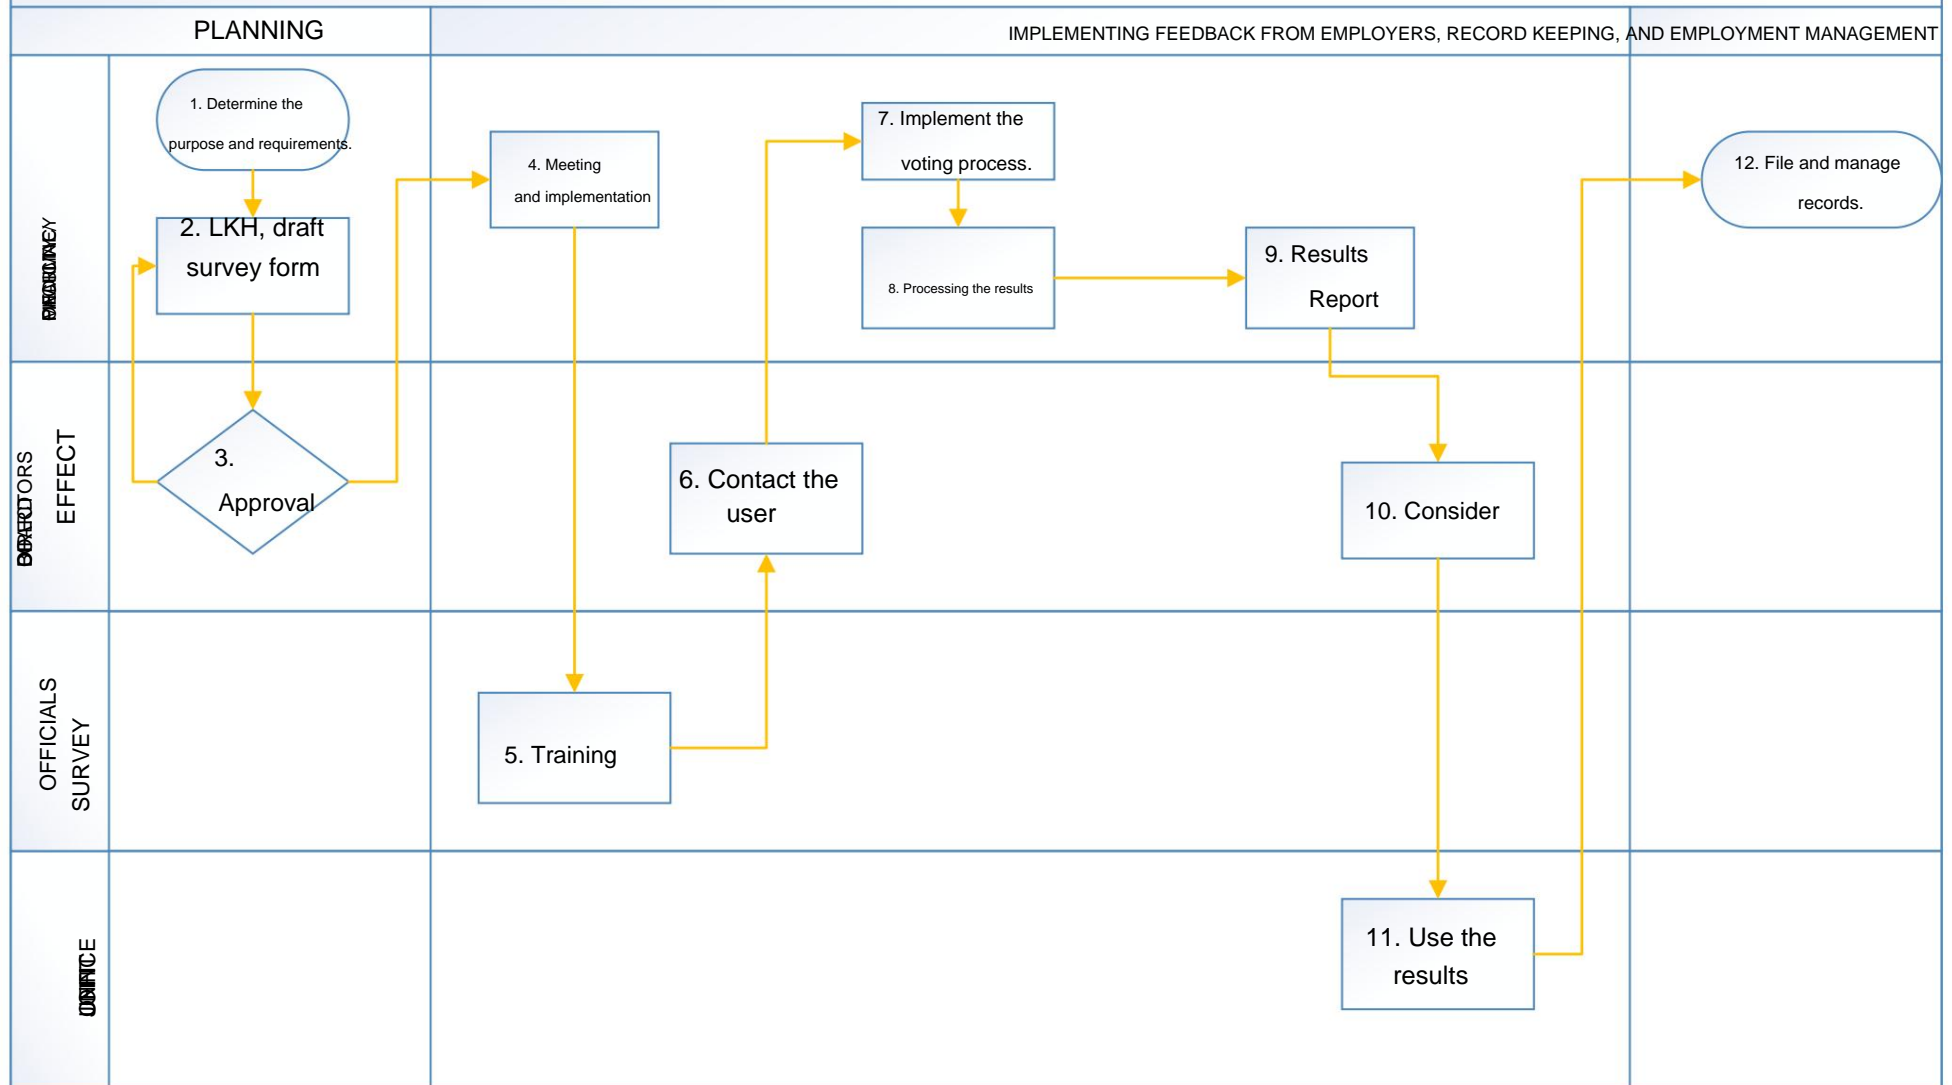 PLANNING
IMPLEMENTING FEEDBACK FROM EMPLOYERS, RECORD KEEPING, AND EMPLOYMENT MANAGEMENT
1. Determine the
purpose and requirements.
2. LKH, draft
survey form
3.
Approval
4. Meeting
and implementation
5. Training
6. Contact the
user
7. Implement the
voting process.
8. Processing the results
9. Results
Report
10. Consider
11. Use the
results
12. File and manage
records.
EFFECT
OFFICIALS
SURVEY